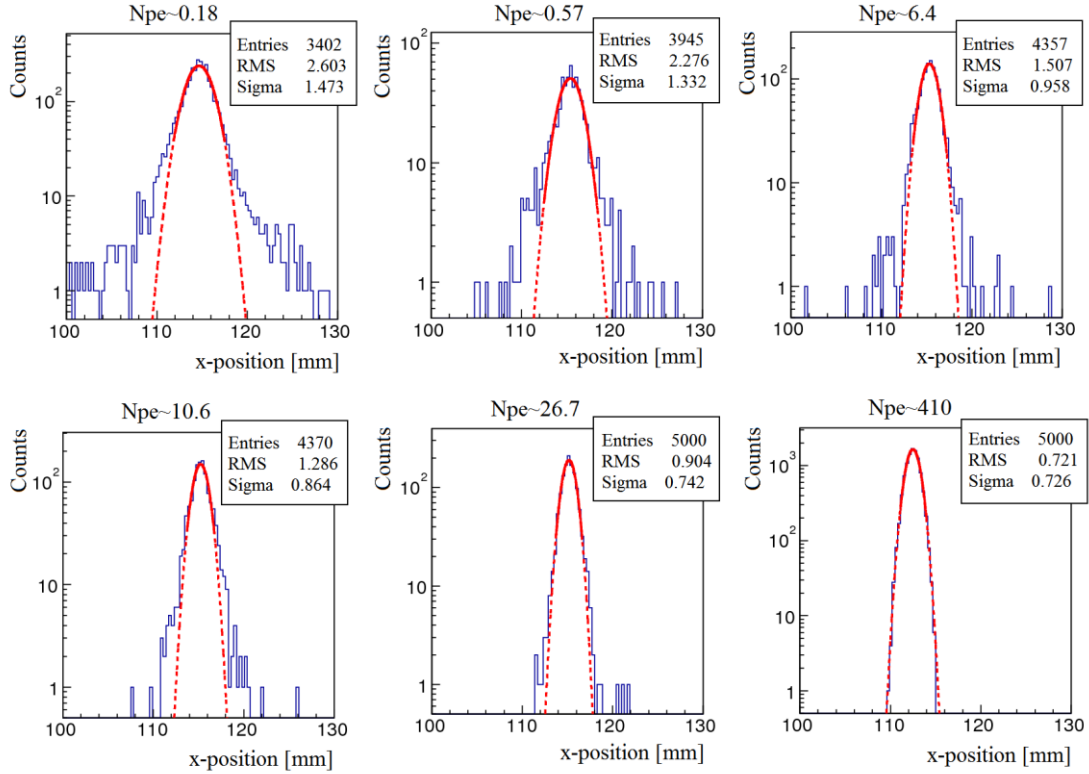 Npe~0.18
Counts
Entries 3402
RMS 2.603
Sigma 1.473
10²
10
1
100 110 120 130
x-position [mm]
Npe~0.57
Counts
Entries 3945
RMS 2.276
Sigma 1.332
10²
10
1
100 110 120 130
x-position [mm]
Npe~6.4
Counts
Entries 4357
RMS 1.507
Sigma 0.958
10²
10
1
100 110 120 130
x-position [mm]
Npe~10.6
Counts
Entries 4370
RMS 1.286
Sigma 0.864
10²
10
1
100 110 120 130
x-position [mm]
Npe~26.7
Counts
Entries 5000
RMS 0.904
Sigma 0.742
10²
10
1
100 110 120 130
x-position [mm]
Npe~410
Counts
Entries 5000
RMS 0.721
Sigma 0.726
10³
10²
10
1
100 110 120 130
x-position [mm]